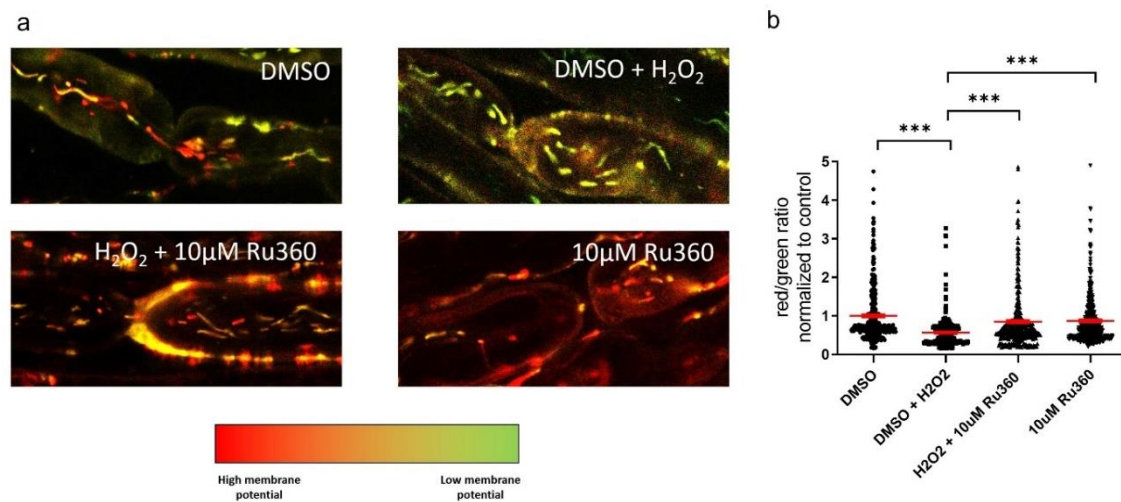 a
DMSO
DMSO + H₂O₂
H₂O₂ + 10µM Ru360
10µM Ru360
High membrane
potential
Low membrane
potential
b
***
***
***
red/green ratio
normalized to control
5
4
3
2
1
0
DMSO
DMSO + H2O2
H2O2 + 10uM Ru360
10uM Ru360